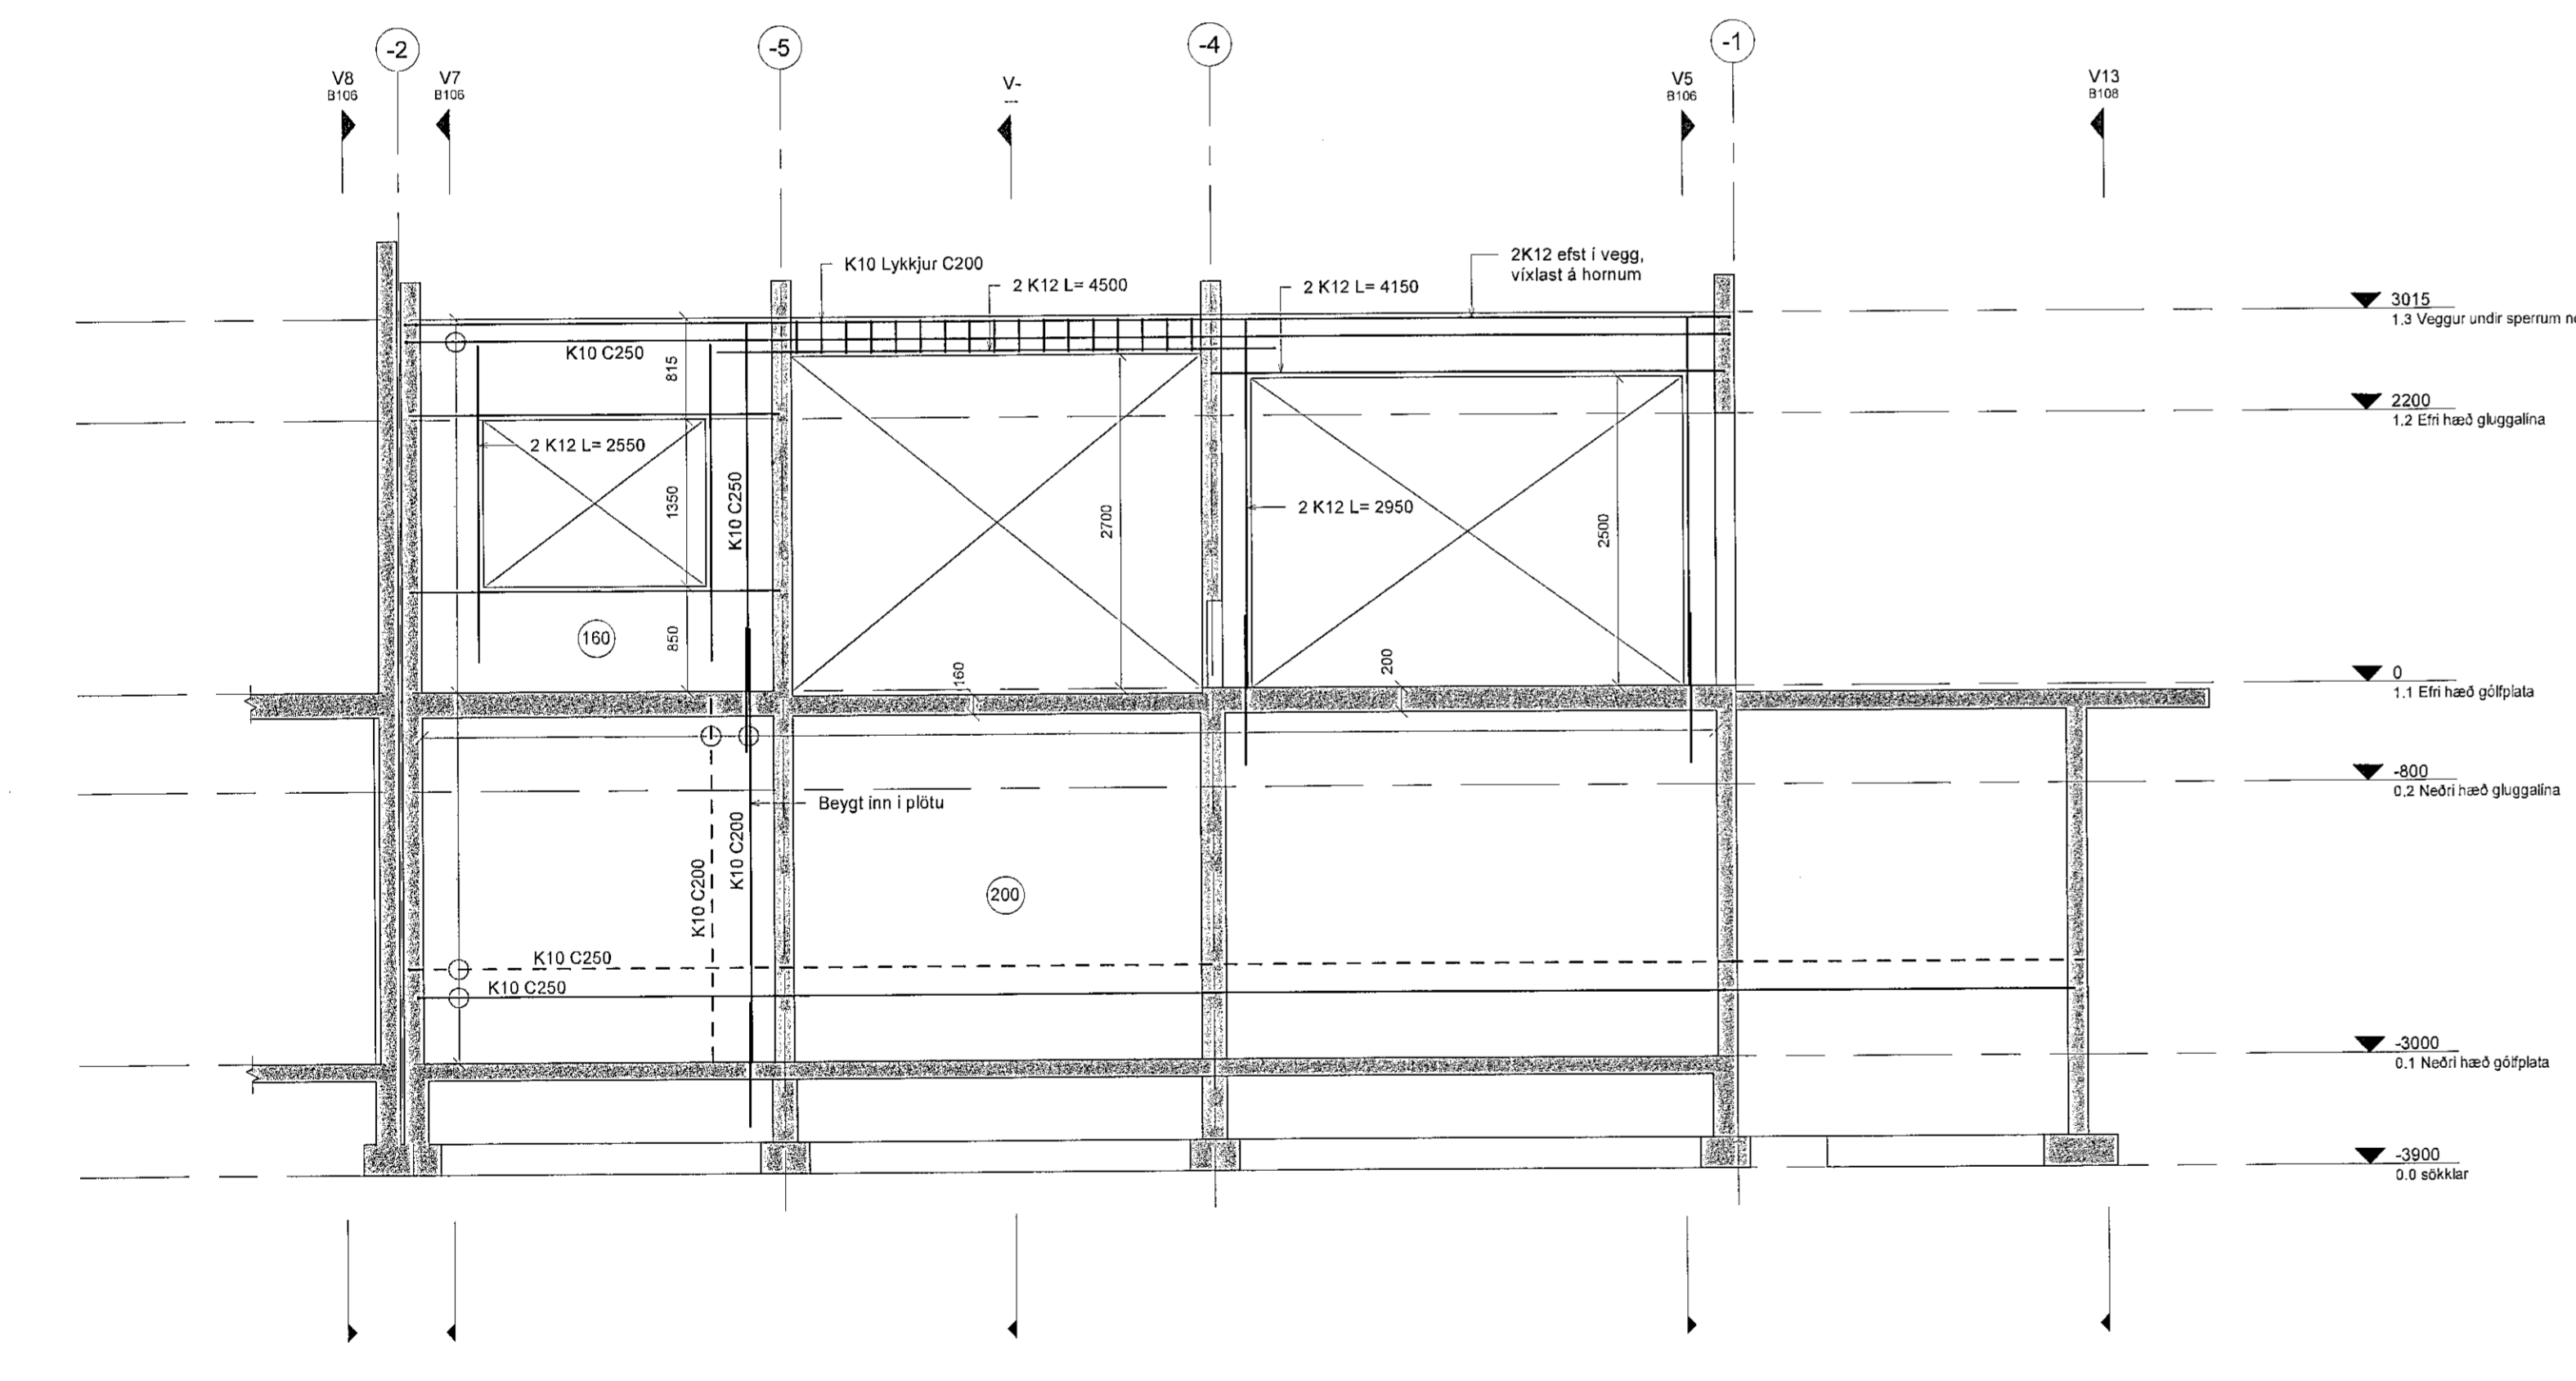 -2
-5
-4
-1
V8
B106
V7
B106
V-
---
V5
B106
V13
B108
K10 Lykkjur C200
2 K12 L= 4500
2K12 efst í vegg,
víxlast á hornum
2 K12 L= 4150
3015
1.3 Veggur undir sperrum
K10 C250
815
2200
1.2 Efri hæð gluggalína
2 K12 L= 2550
1350
K10 C250
2700
2 K12 L= 2950
2500
160
850
160
200
0
1.1 Efri hæð gólfplata
-800
0.2 Neðri hæð gluggalína
Beygt inn í plötu
K10 C200
K10 C200
200
K10 C250
K10 C250
-3000
0.1 Neðri hæð gólfplata
-3900
0.0 sökklar